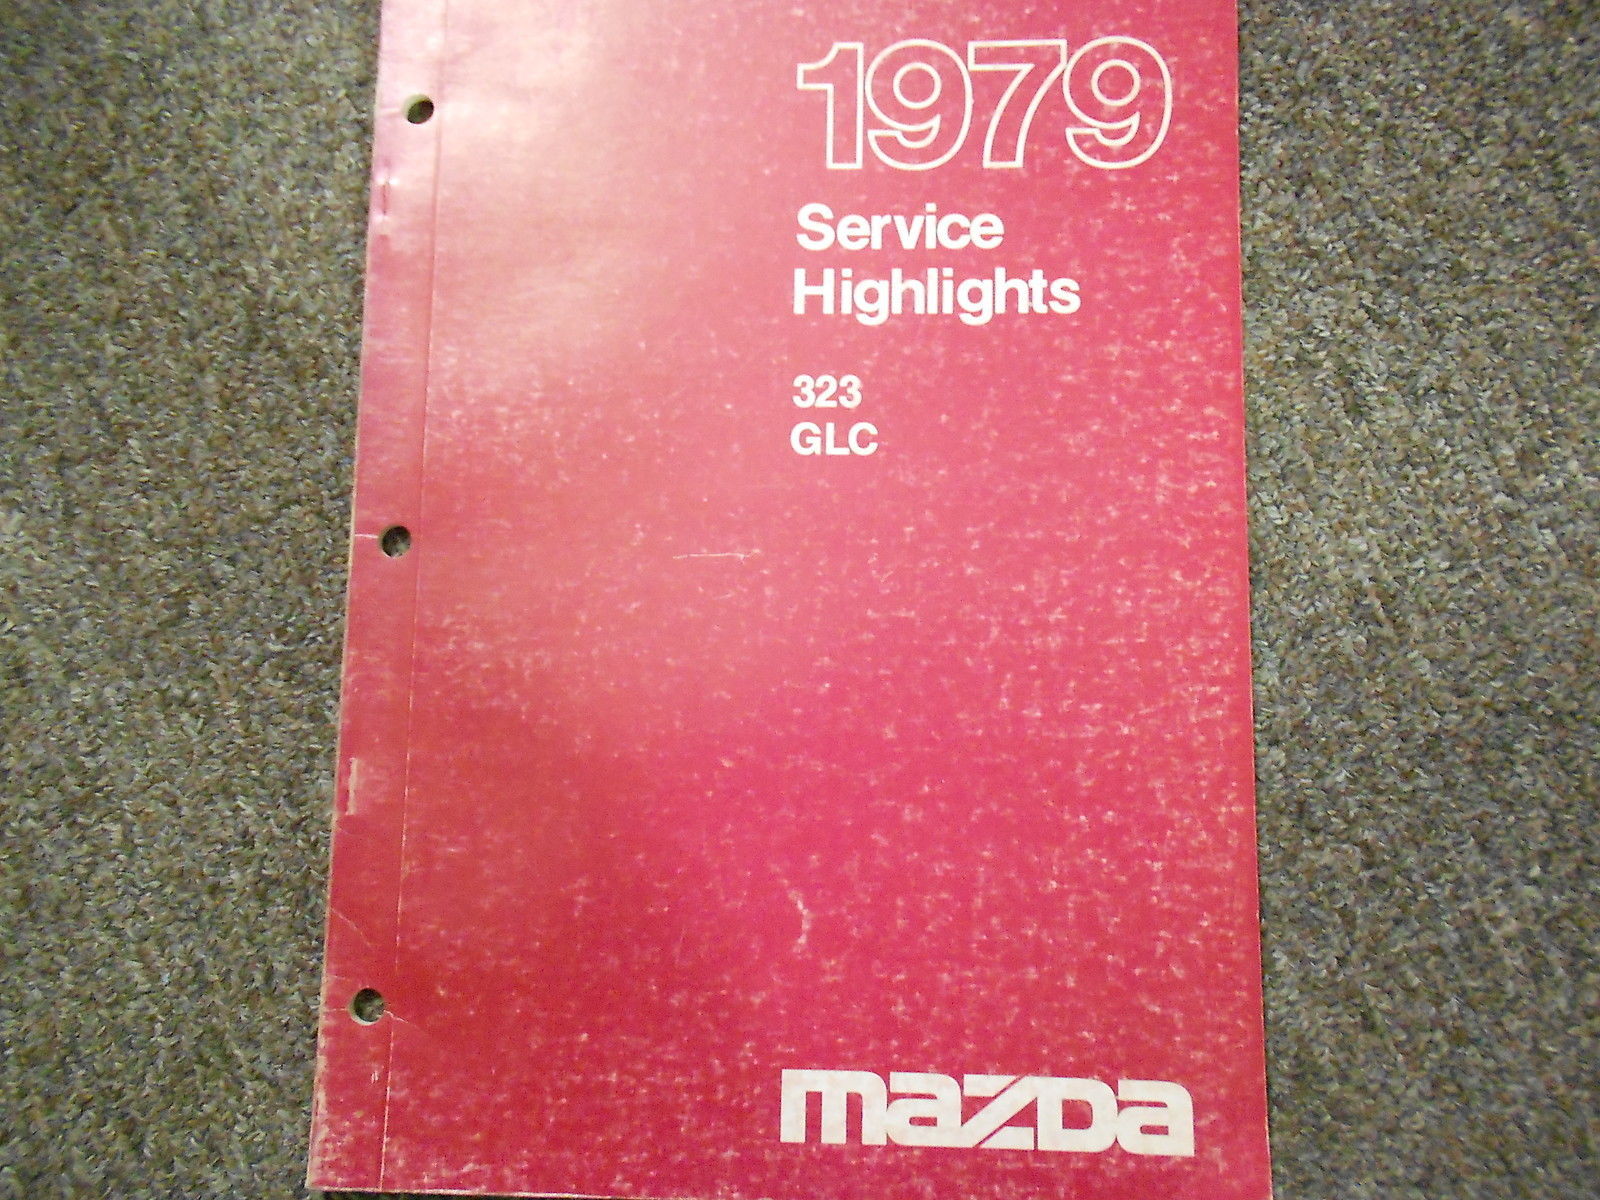 1979
Service
Highlights
323
GLC
mazda